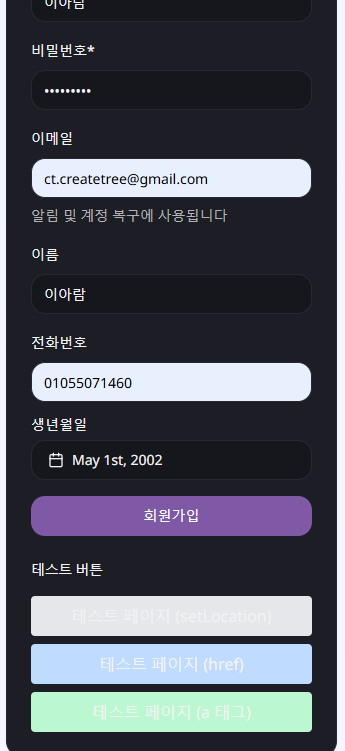 이아람
비밀번호*
•••••••••
이메일
ct.createtree@gmail.com
알림 및 계정 복구에 사용됩니다
이름
이아람
전화번호
01055071460
생년월일
May 1st, 2002
회원가입
테스트 버튼
테스트 페이지 (setLocation)
테스트 페이지 (href)
테스트 페이지 (a 태그)